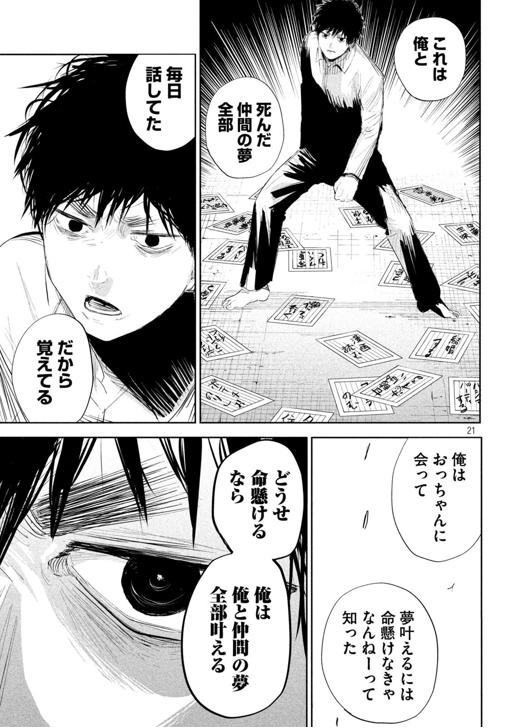 これは
俺と
死んだ
仲間の夢
全部
毎日
話してた
だから
覚えてる
21
俺は
おっちゃんに
会って
夢叶えるには
命懸けなきゃ
なんねーって
知った
どうせ
命懸ける
なら
俺は
俺と仲間の夢
全部叶える